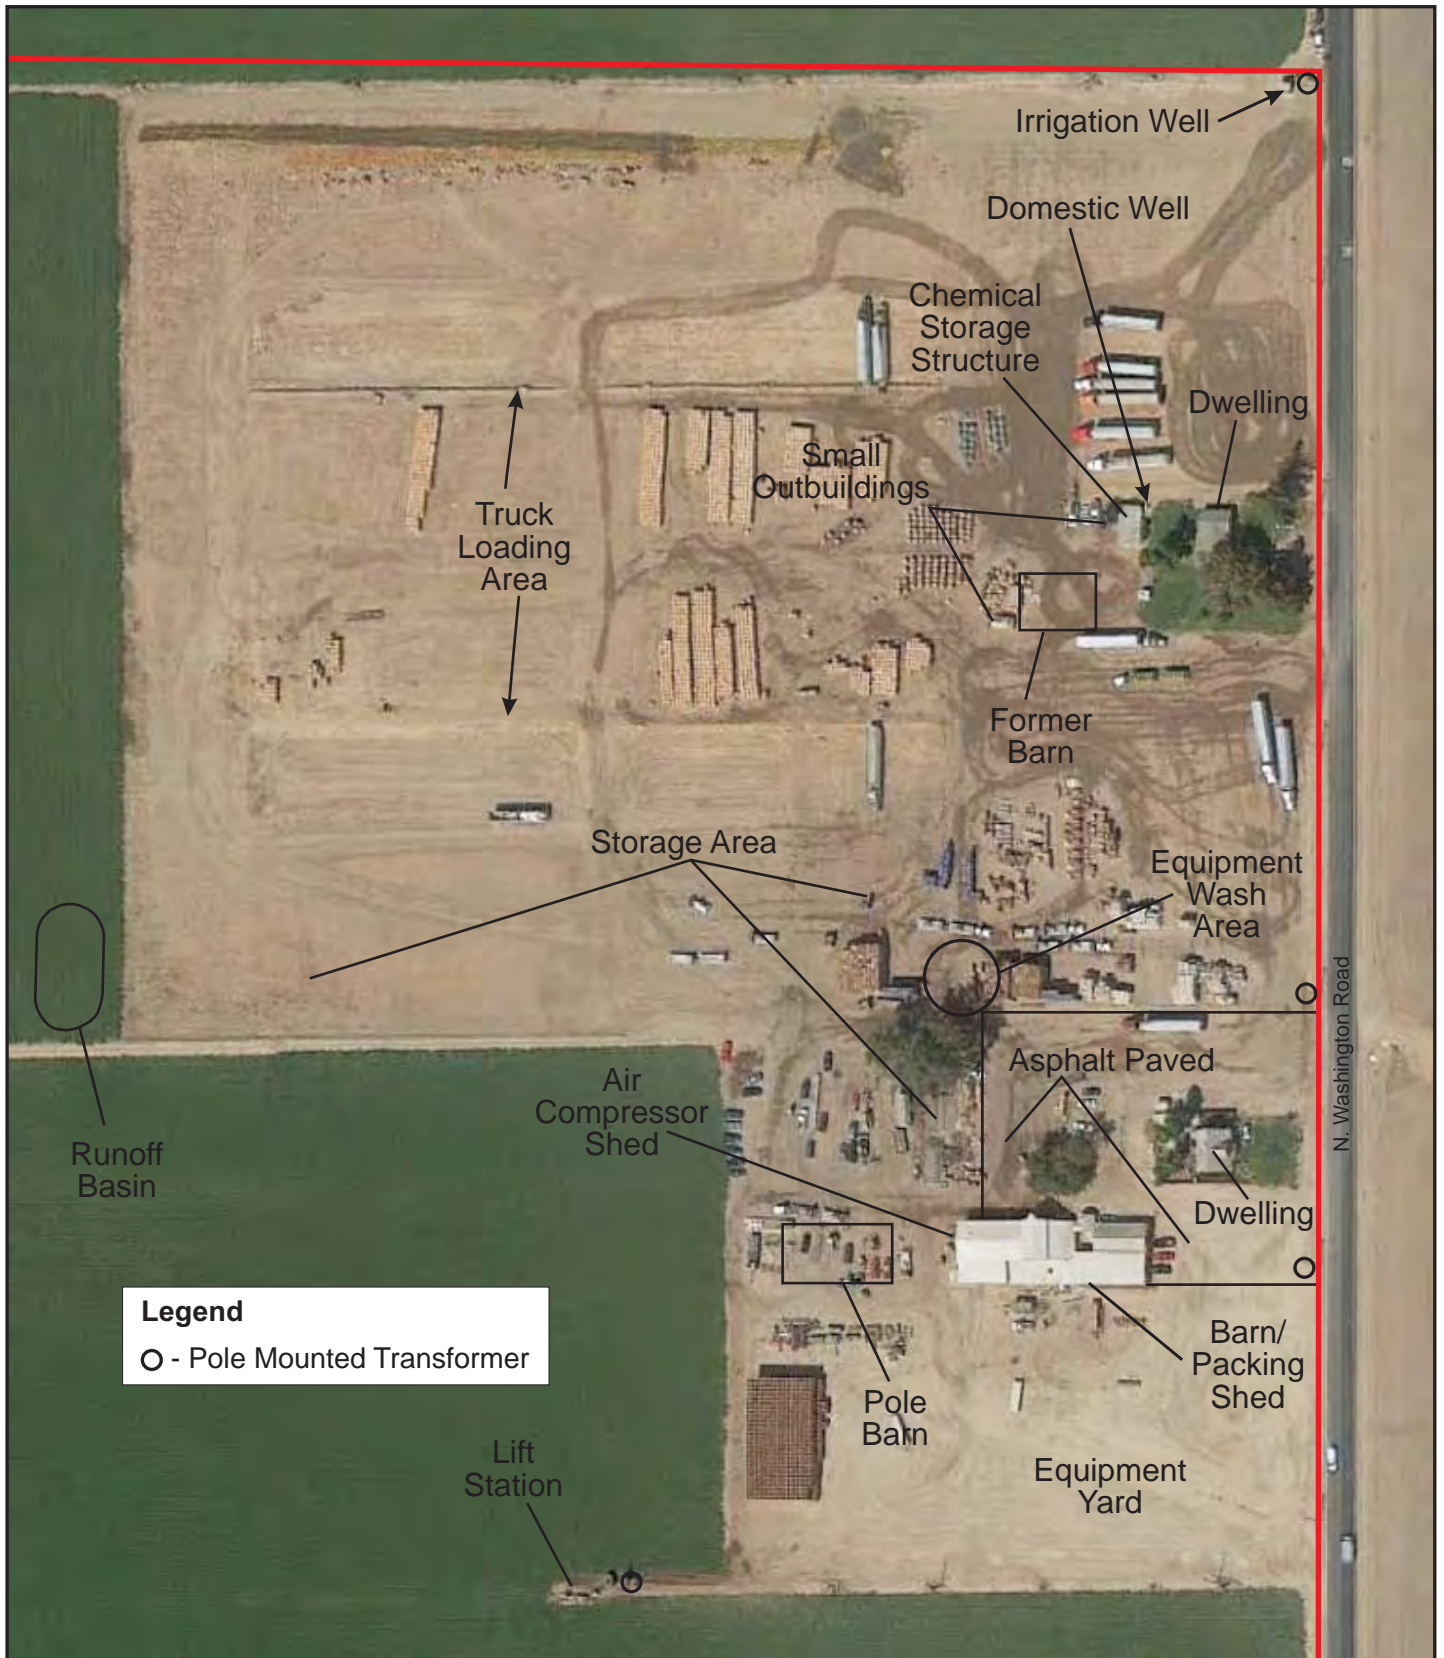 Irrigation Well
Domestic Well
Chemical
Storage
Structure
Dwelling
Small
Outbuildings
Truck
Loading
Area
Former
Barn
Storage Area
Equipment
Wash
Area
N. Washington Road
Asphalt Paved
Air
Compressor
Shed
Runoff
Basin
Dwelling
Legend
- Pole Mounted Transformer
Barn/
Packing
Shed
Pole
Barn
Lift
Station
Equipment
Yard